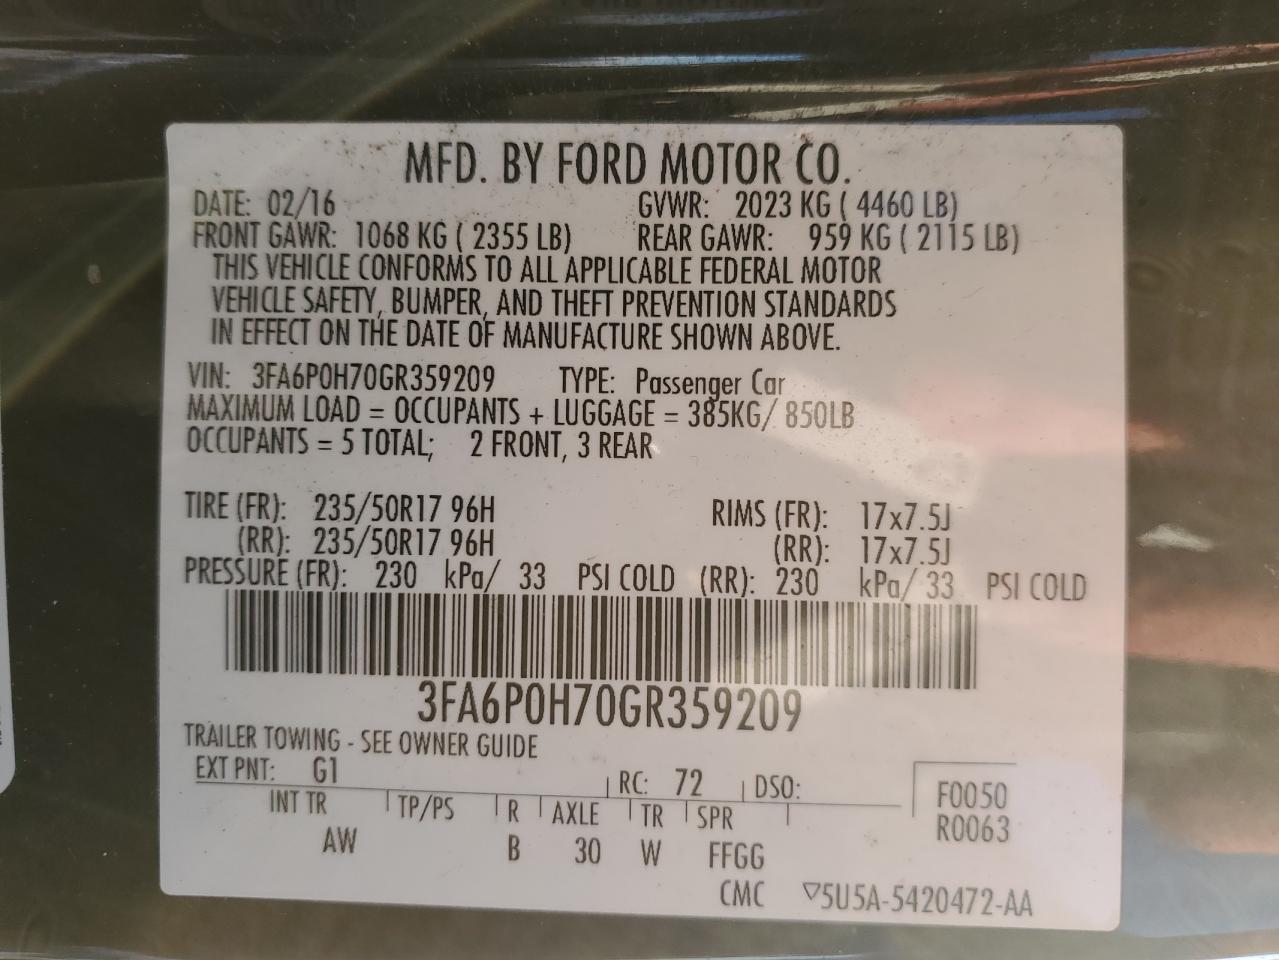 MFD. BY FORD MOTOR CO.
DATE: 02/16 GVWR: 2023 KG ( 4460 LB)
FRONT GAWR: 1068 KG ( 2355 LB) REAR GAWR: 959 KG ( 2115 LB)
THIS VEHICLE CONFORMS TO ALL APPLICABLE FEDERAL MOTOR
VEHICLE SAFETY, BUMPER, AND THEFT PREVENTION STANDARDS
IN EFFECT ON THE DATE OF MANUFACTURE SHOWN ABOVE.
VIN: 3FA6P0H70GR359209 TYPE: Passenger Car
MAXIMUM LOAD = OCCUPANTS + LUGGAGE = 385KG/ 850LB
OCCUPANTS = 5 TOTAL; 2 FRONT, 3 REAR
TIRE (FR): 235/50R17 96H RIMS (FR): 17x7.5J
(RR): 235/50R17 96H (RR): 17x7.5J
PRESSURE (FR): 230 kPa/ 33 PSI COLD (RR): 230 kPa/ 33 PSI COLD
3FA6P0H70GR359209
TRAILER TOWING - SEE OWNER GUIDE
EXT PNT: G1 RC: 72 DSO: F0050
INT TR TP/PS R AXLE TR SPR R0063
AW B 30 W FFGG
CMC ▽5U5A-5420472-AA